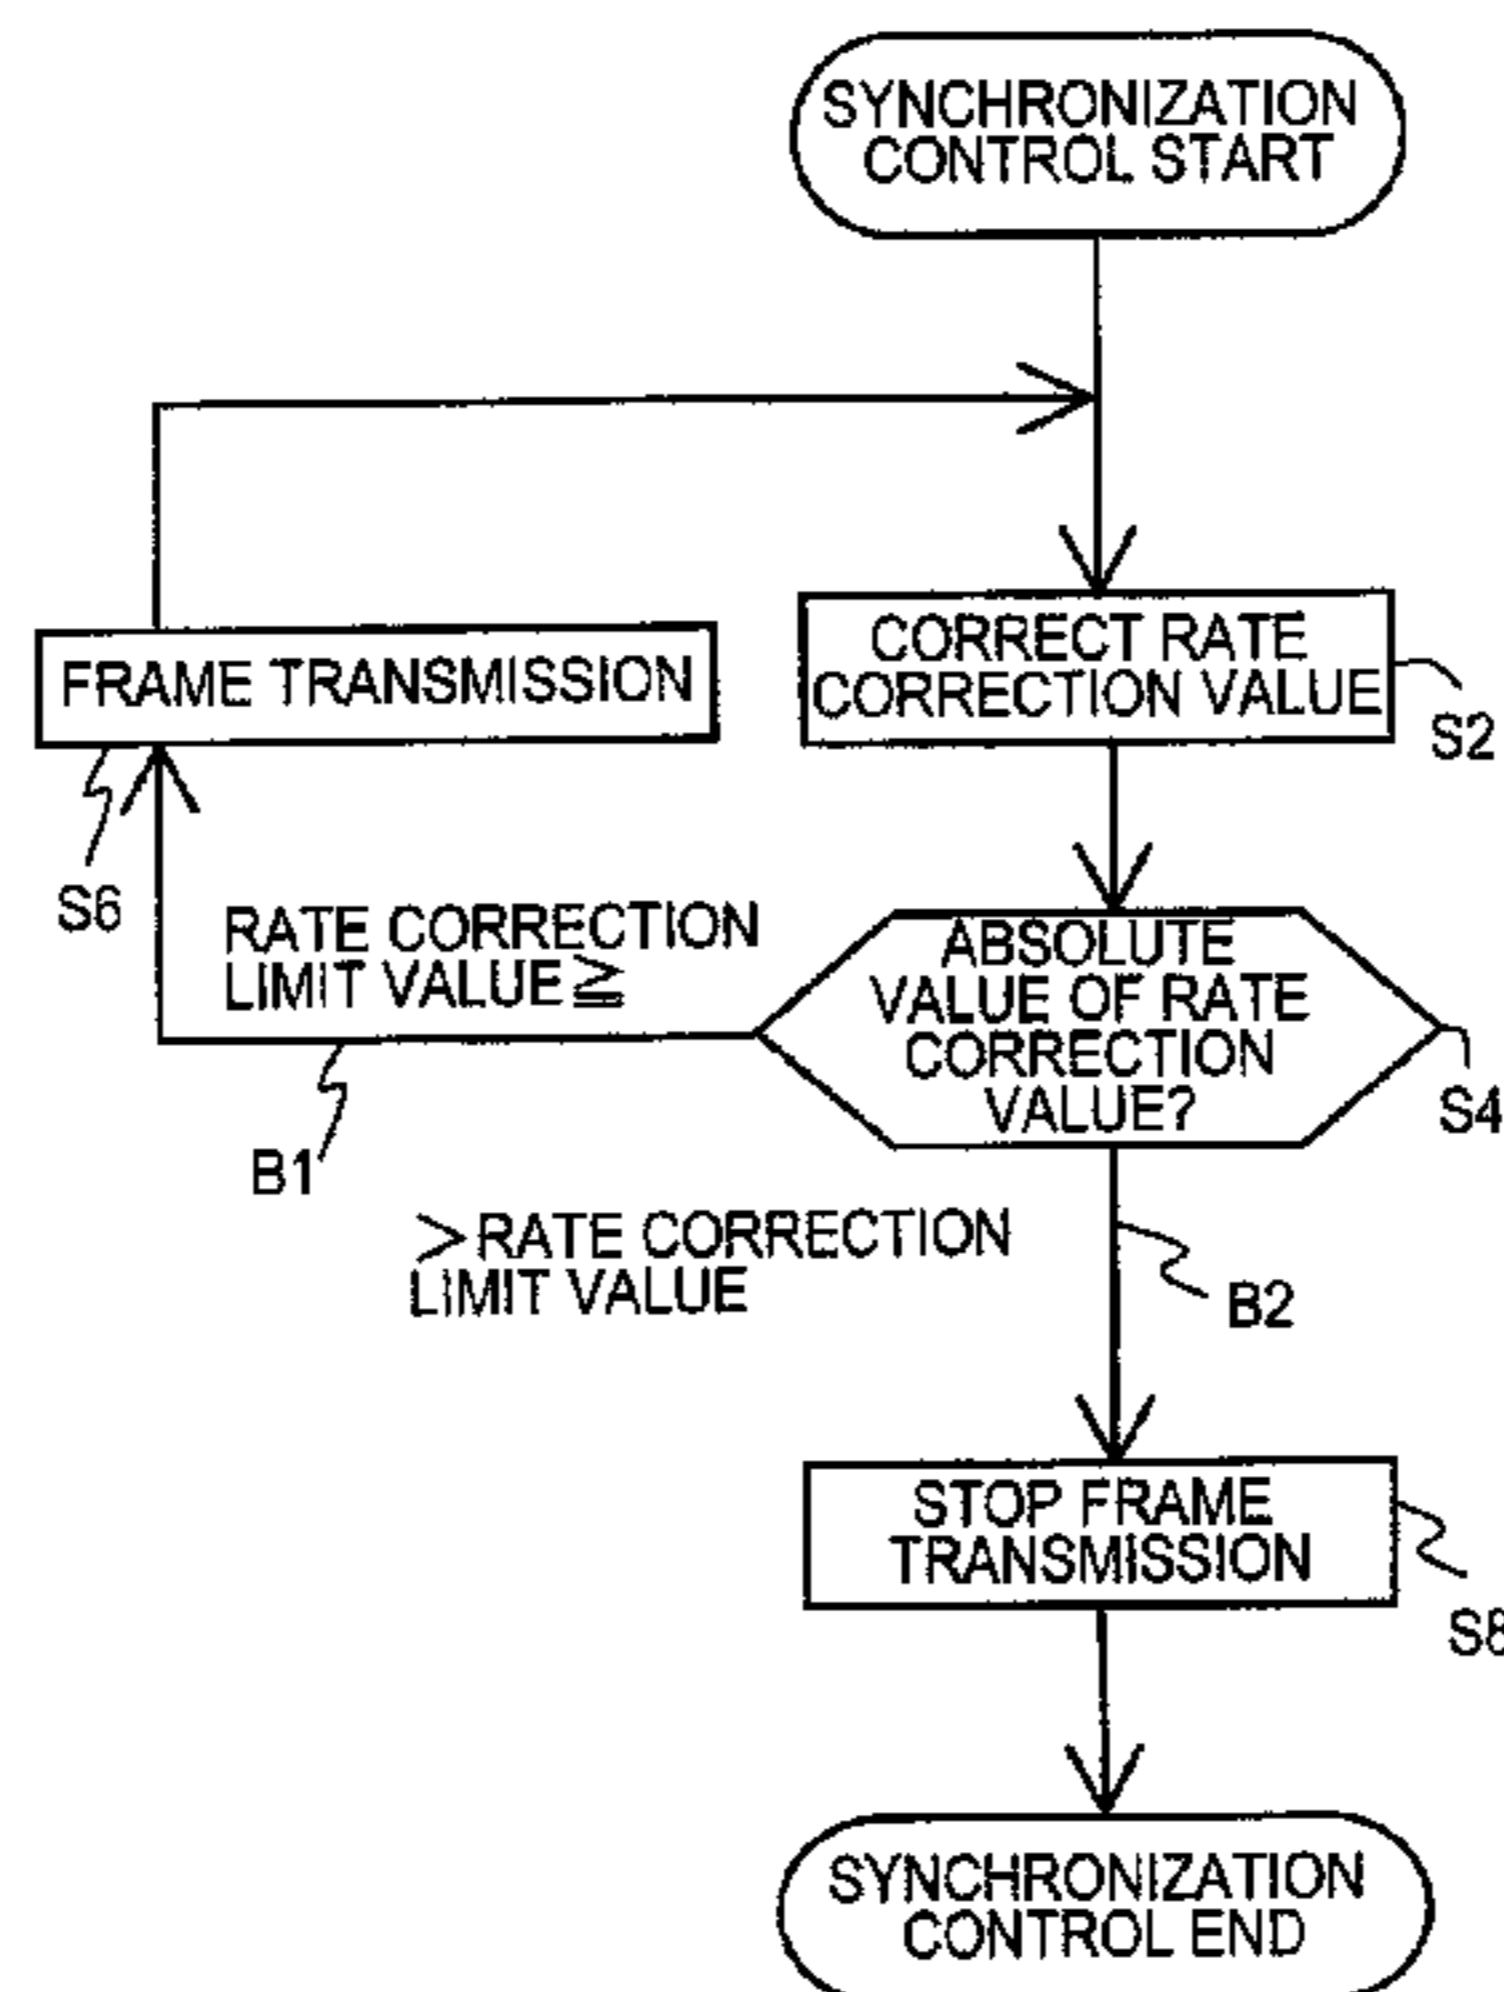 SYNCHRONIZATION
CONTROL START
CORRECT RATE
CORRECTION VALUE
S2
FRAME TRANSMISSION
S6
RATE CORRECTION
LIMIT VALUE ≧
ABSOLUTE
VALUE OF RATE
CORRECTION
VALUE?
S4
B1
>RATE CORRECTION
LIMIT VALUE
B2
STOP FRAME
TRANSMISSION
S8
SYNCHRONIZATION
CONTROL END